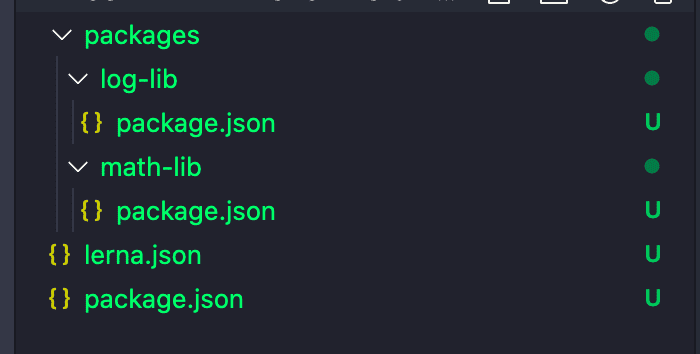 packages
log-lib
{} package.json U
math-lib
{} package.json U
{} lerna.json U
{} package.json U